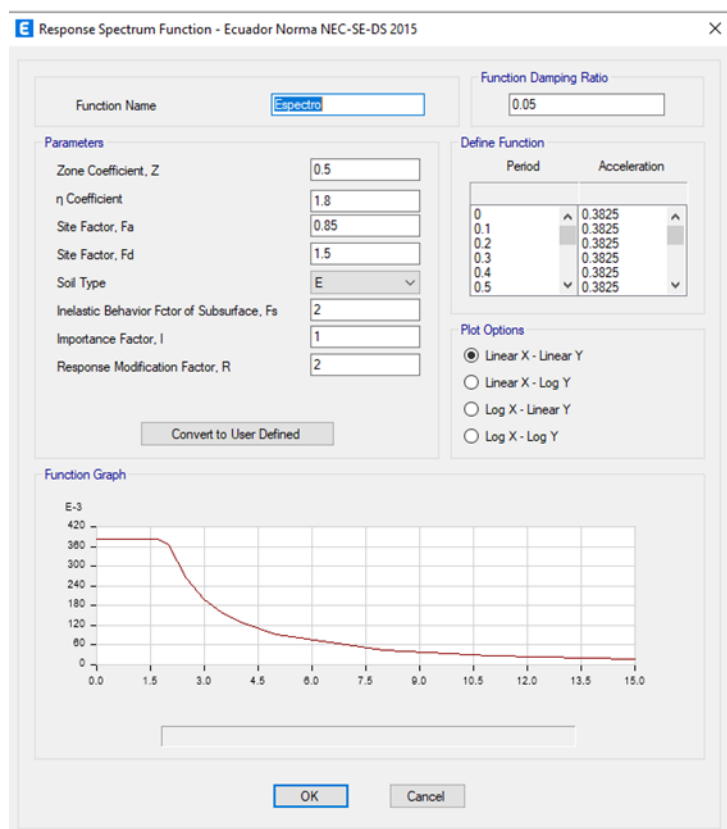 E Response Spectrum Function - Ecuador Norma NEC-SE-DS 2015
Function Name
Espectro
Function Damping Ratio
0.05
Parameters
Zone Coefficient, Z
0.5
η Coefficient
1.8
Site Factor, Fa
0.85
Site Factor, Fd
1.5
Soil Type
E
Inelastic Behavior Fctor of Subsurface, Fs
2
Importance Factor, I
1
Response Modification Factor, R
2
Convert to User Defined
Define Function
Period Acceleration
0 0.3825
0.1 0.3825
0.2 0.3825
0.3 0.3825
0.4 0.3825
0.5 0.3825
Plot Options
Linear X - Linear Y
Linear X - Log Y
Log X - Linear Y
Log X - Log Y
Function Graph
E-3
420
360
300
240
180
120
60
0
0.0 1.5 3.0 4.5 6.0 7.5 9.0 10.5 12.0 13.5 15.0
OK Cancel